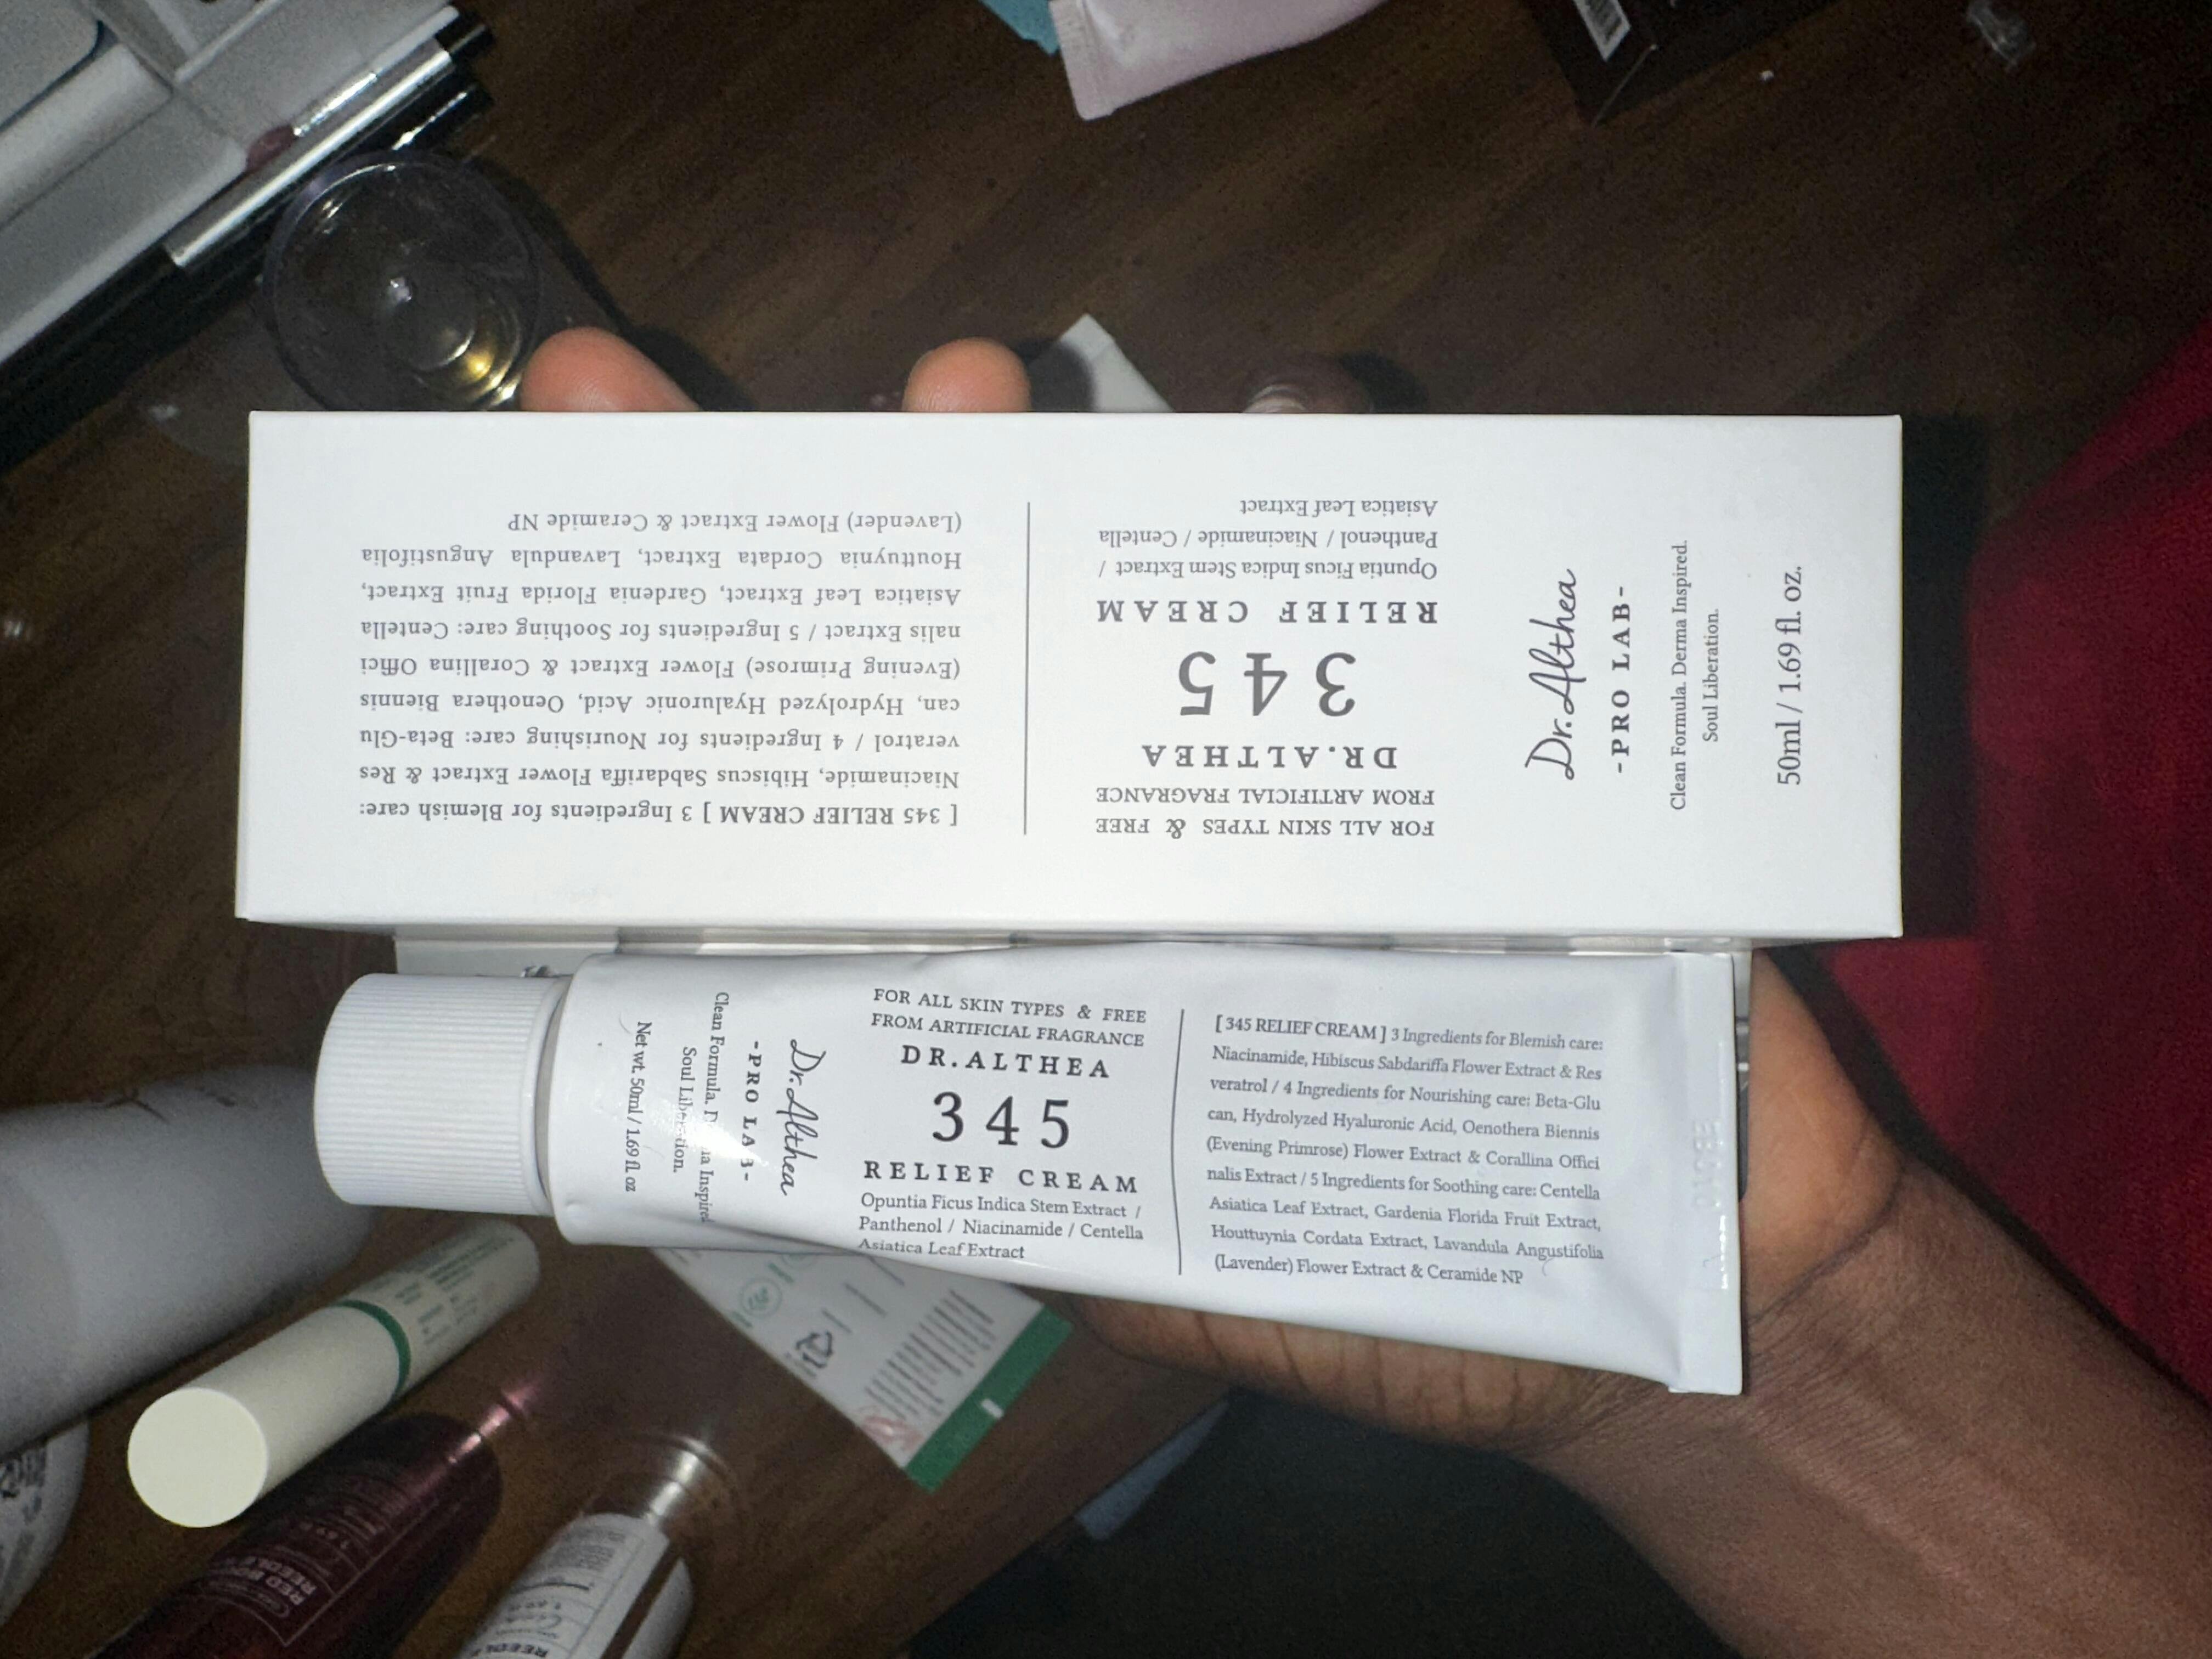 [ 345 RELIEF CREAM ] 3 Ingredients for Blemish care:
Niacinamide, Hibiscus Sabdariffa Flower Extract & Res
veratrol / 4 Ingredients for Nourishing care: Beta-Glu
can, Hydrolyzed Hyaluronic Acid, Oenothera Biennis
(Evening Primrose) Flower Extract & Corallina Offici
nalis Extract / 5 Ingredients for Soothing care: Centella
Asiatica Leaf Extract, Gardenia Florida Fruit Extract,
Houttuynia Cordata Extract, Lavandula Angustifolia
(Lavender) Flower Extract & Ceramide NP
FOR ALL SKIN TYPES & FREE
FROM ARTIFICIAL FRAGRANCE
DR.ALTHEA
345
RELIEF CREAM
Opuntia Ficus Indica Stem Extract /
Panthenol / Niacinamide / Centella
Asiatica Leaf Extract
Dr.Althea
-PRO LAB-
Clean Formula. Derma Inspired.
Soul Liberation.
50ml / 1.69 fl. oz.
Dr.Althea
-PRO LAB-
Clean Formula. Inspired
Soul
Net wt. 50ml / 1.69 fl oz
FOR ALL SKIN TYPES & FREE
FROM ARTIFICIAL FRAGRANCE
DR.ALTHEA
345
RELIEF CREAM
Opuntia Ficus Indica Stem Extract /
Panthenol / Niacinamide / Centella
Asiatica Leaf Extract
[ 345 RELIEF CREAM ] 3 Ingredients for Blemish care:
Niacinamide, Hibiscus Sabdariffa Flower Extract & Res
veratrol / 4 Ingredients for Nourishing care: Beta-Glu
can, Hydrolyzed Hyaluronic Acid, Oenothera Biennis
(Evening Primrose) Flower Extract & Corallina Offici
nalis Extract / 5 Ingredients for Soothing care: Centella
Asiatica Leaf Extract, Gardenia Florida Fruit Extract,
Houttuynia Cordata Extract, Lavandula Angustifolia
(Lavender) Flower Extract & Ceramide NP